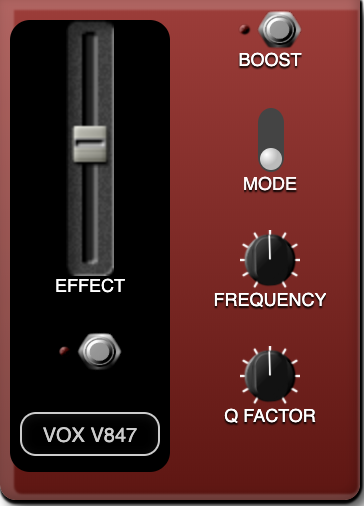 BOOST
MODE
EFFECT
FREQUENCY
Q FACTOR
VOX V847